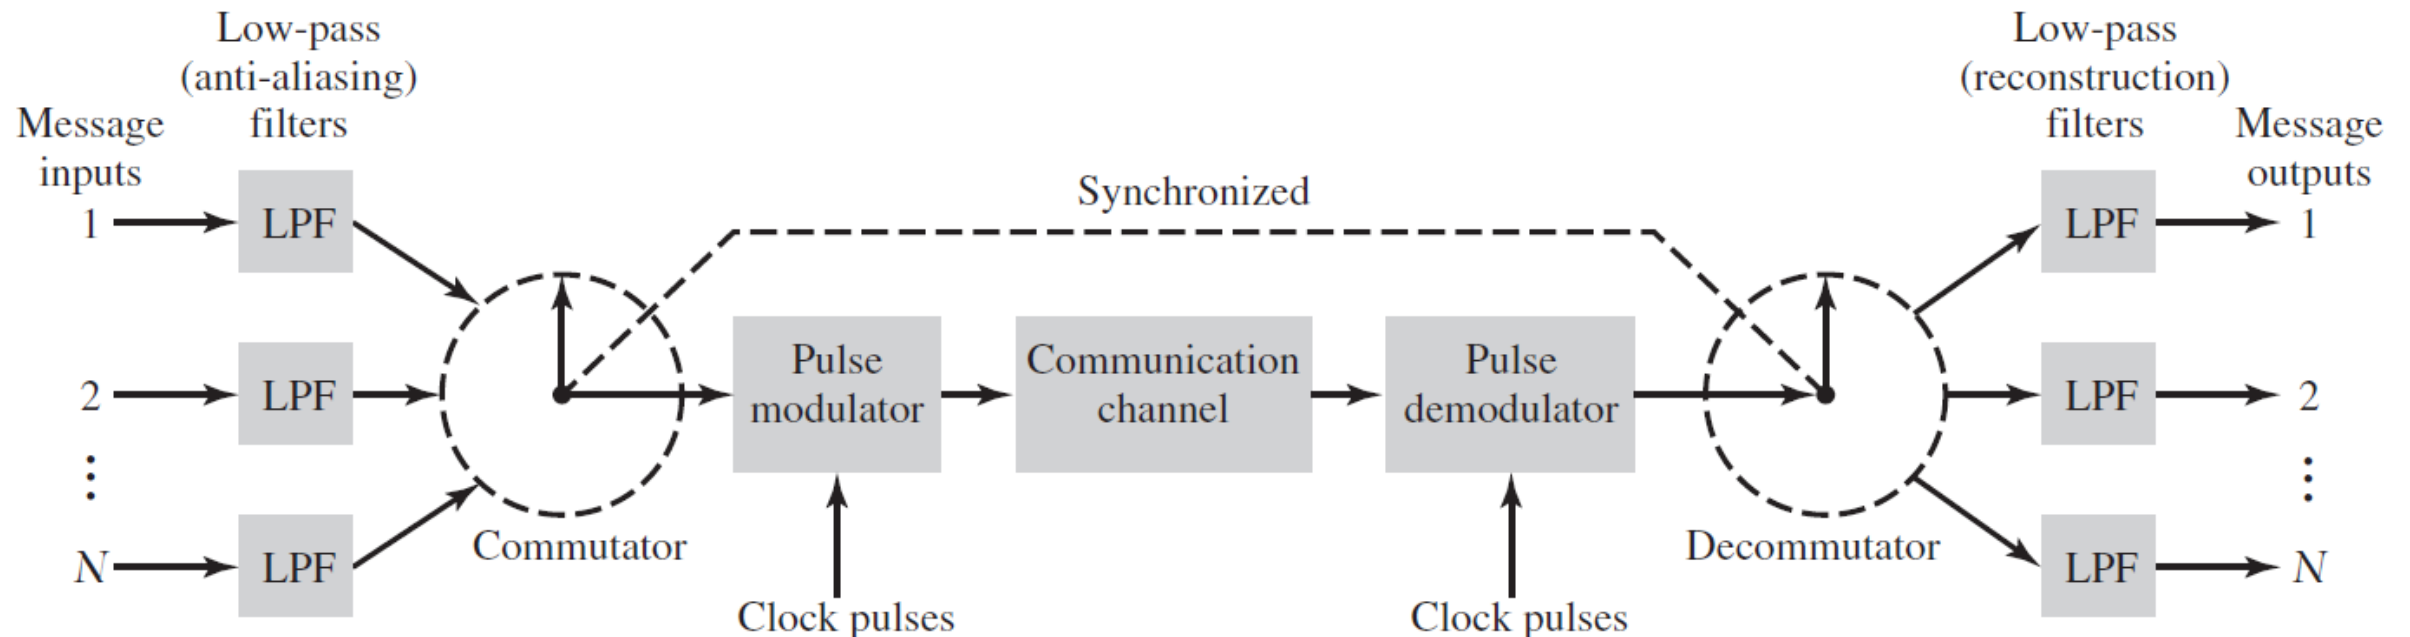 Low-pass
(anti-aliasing)
filters
Message
inputs
1
LPF
2
LPF
N
LPF
Commutator
Synchronized
Pulse
modulator
Clock pulses
Communication
channel
Pulse
demodulator
Clock pulses
Decommutator
Low-pass
(reconstruction)
filters
Message
outputs
LPF
1
LPF
2
LPF
N